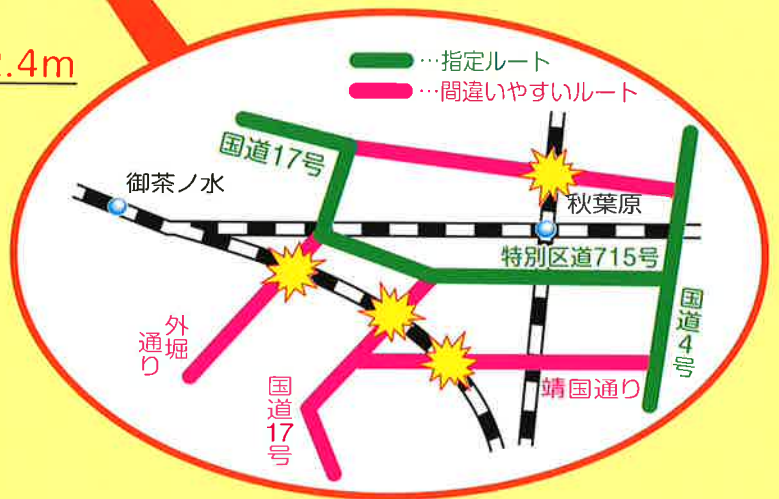 .4m
…指定ルート
…間違いやすいルート
国道17号
御茶ノ水
秋葉原
特別区道715号
国道4号
外堀
通り
靖国通り
国道17号